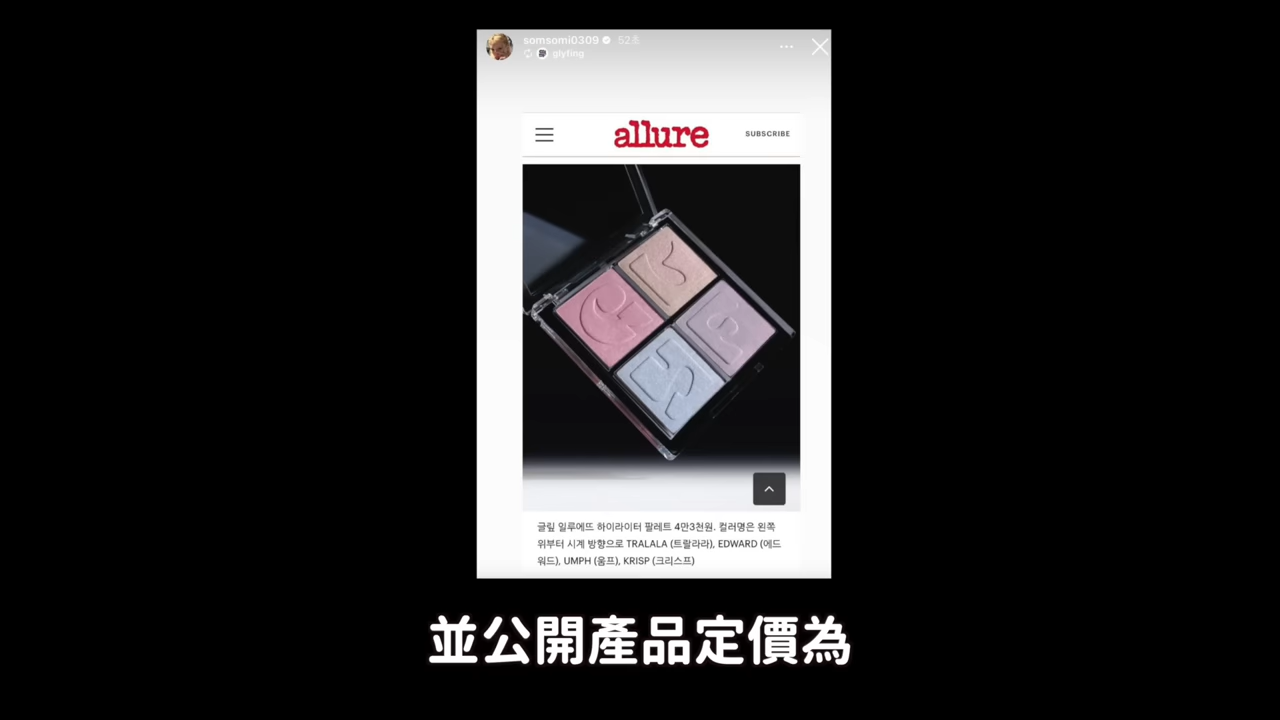 somsomi0309 52초
glyfing
allure
SUBSCRIBE
글맆 일루에뜨 하이라이터 팔레트 4만3천원. 컬러명은 왼쪽
위부터 시계 방향으로 TRALALA (트랄라라), EDWARD (에드
워드), UMPH (움프), KRISP (크리스프)
並公開產品定價為